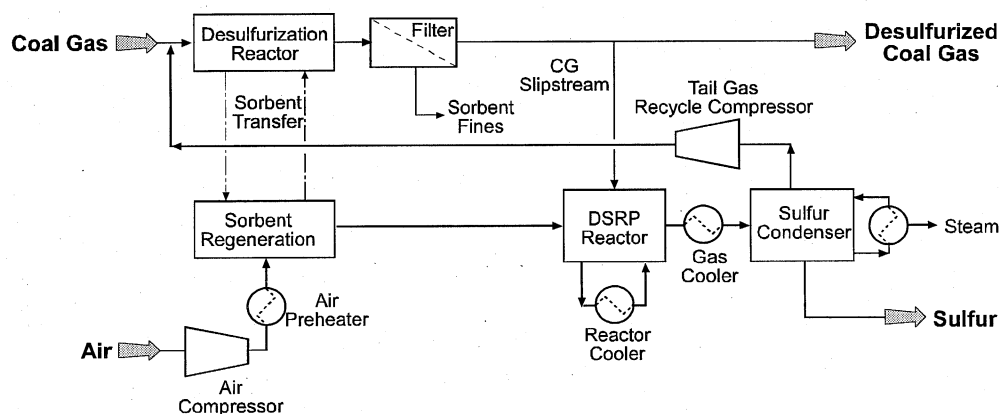 Coal Gas
Desulfurization
Reactor
Filter
Desulfurized
Coal Gas
CG
Slipstream
Tail Gas
Recycle Compressor
Sorbent
Transfer
Sorbent
Fines
Sorbent
Regeneration
DSRP
Reactor
Gas
Cooler
Sulfur
Condenser
Steam
Air
Preheater
Reactor
Cooler
Sulfur
Air
Air
Compressor